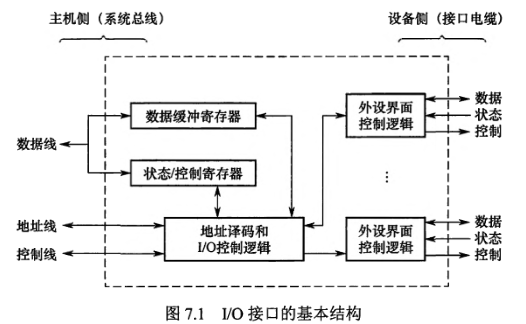 主机侧（系统总线）
设备侧（接口电缆）
数据缓冲寄存器
外设界面
控制逻辑
数据
状态
控制
数据线
状态/控制寄存器
⋮
地址线
控制线
地址译码和
I/O控制逻辑
外设界面
控制逻辑
数据
状态
控制
图 7.1 I/O 接口的基本结构